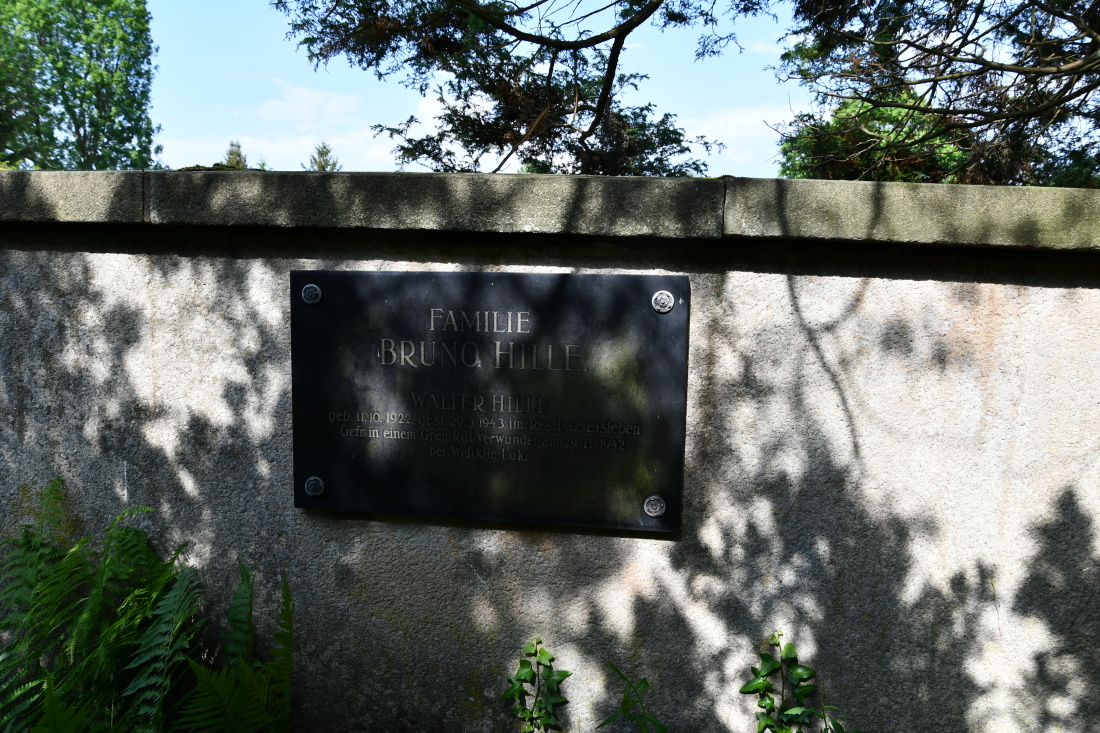 FAMILIE
BRUNO HILLE.
WALTER HILLE
geb. 11.10.1922, gest. 29.3.1943 im Res. Laz. Eisleben.
Gefr. in einem Gren. Rgt. verwundet am 29.11.1942
bei Welikije Luki